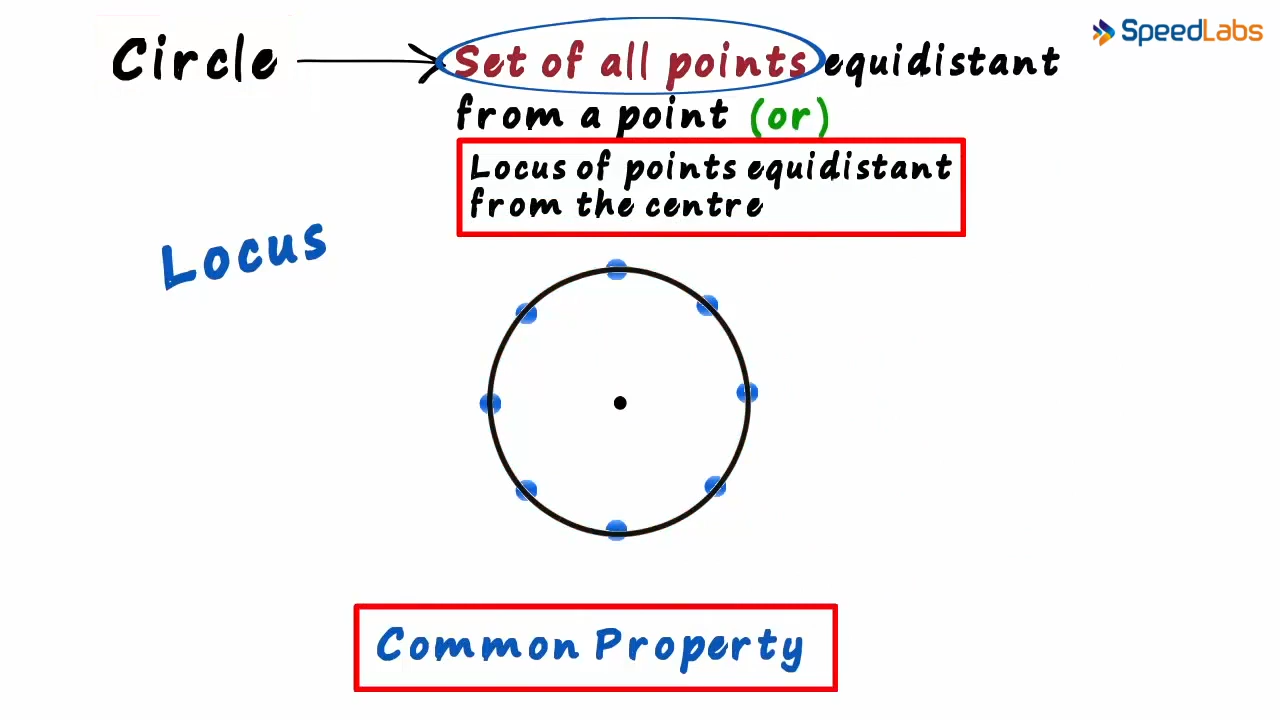 SpeedLabs
Circle Set of all points equidistant
from a point (or)
Locus of points equidistant
from the centre
Locus
Common Property